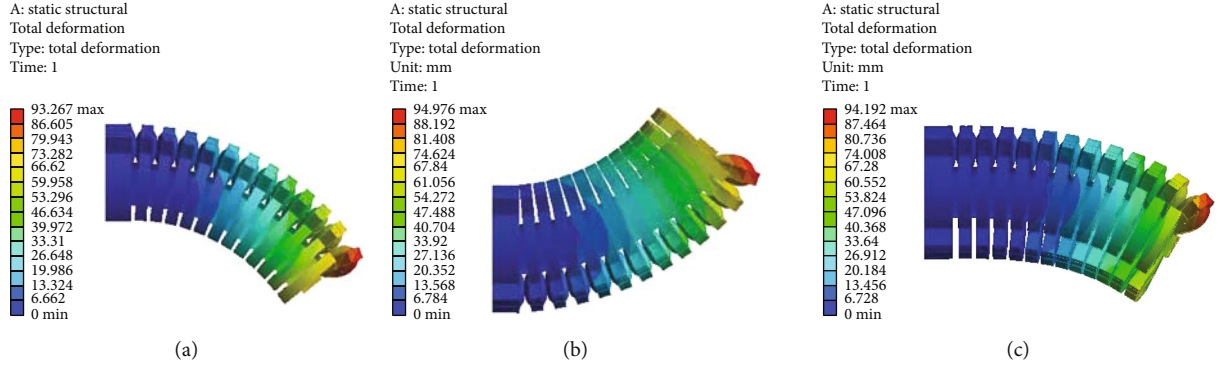 A: static structural
Total deformation
Type: total deformation
Time: 1
93.267 max
86.605
79.943
73.282
66.62
59.958
53.296
46.634
39.972
33.31
26.648
19.986
13.324
6.662
0 min
(a)
A: static structural
Total deformation
Type: total deformation
Unit: mm
Time: 1
94.976 max
88.192
81.408
74.624
67.84
61.056
54.272
47.488
40.704
33.92
27.136
20.352
13.568
6.784
0 min
(b)
A: static structural
Total deformation
Type: total deformation
Unit: mm
Time: 1
94.192 max
87.464
80.736
74.008
67.28
60.552
53.824
47.096
40.368
33.64
26.912
20.184
13.456
6.728
0 min
(c)